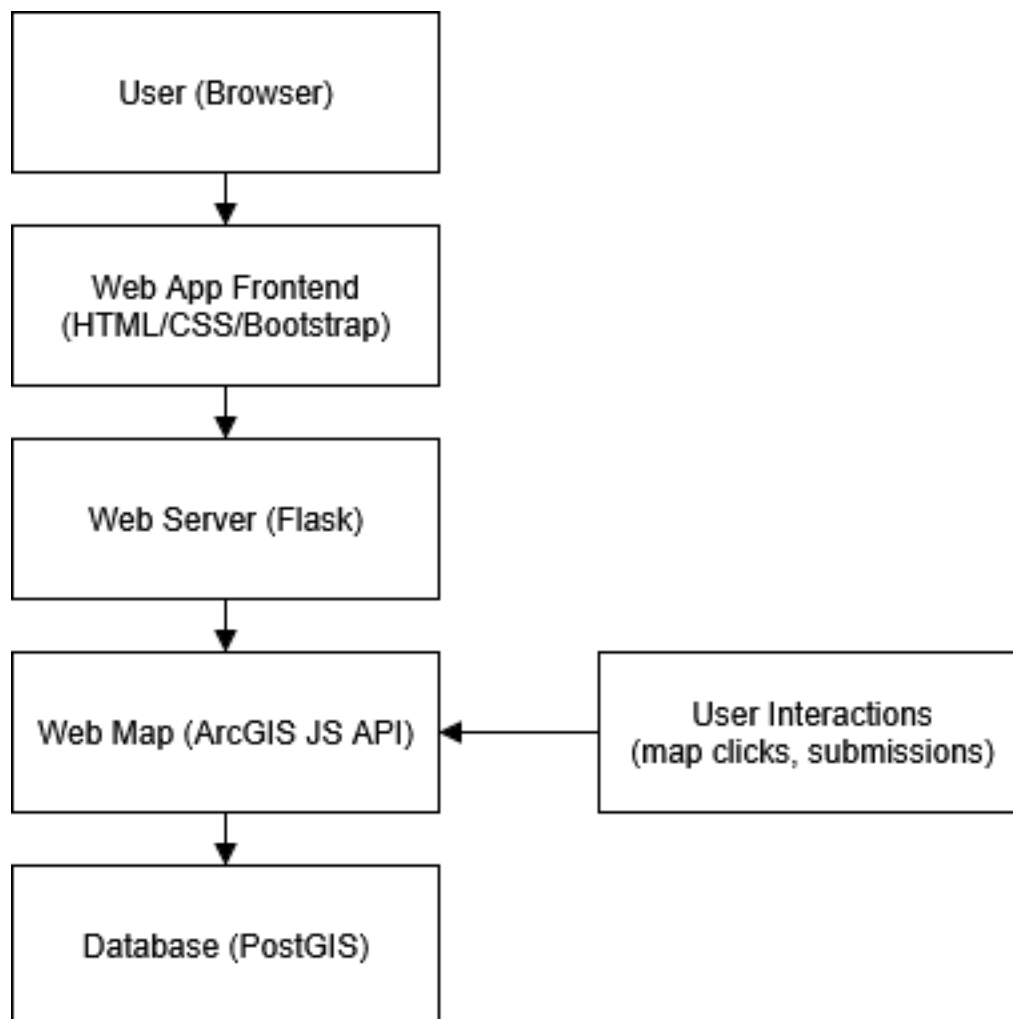 User (Browser)
Web App Frontend
(HTML/CSS/Bootstrap)
Web Server (Flask)
Web Map (ArcGIS JS API)
User Interactions
(map clicks, submissions)
Database (PostGIS)